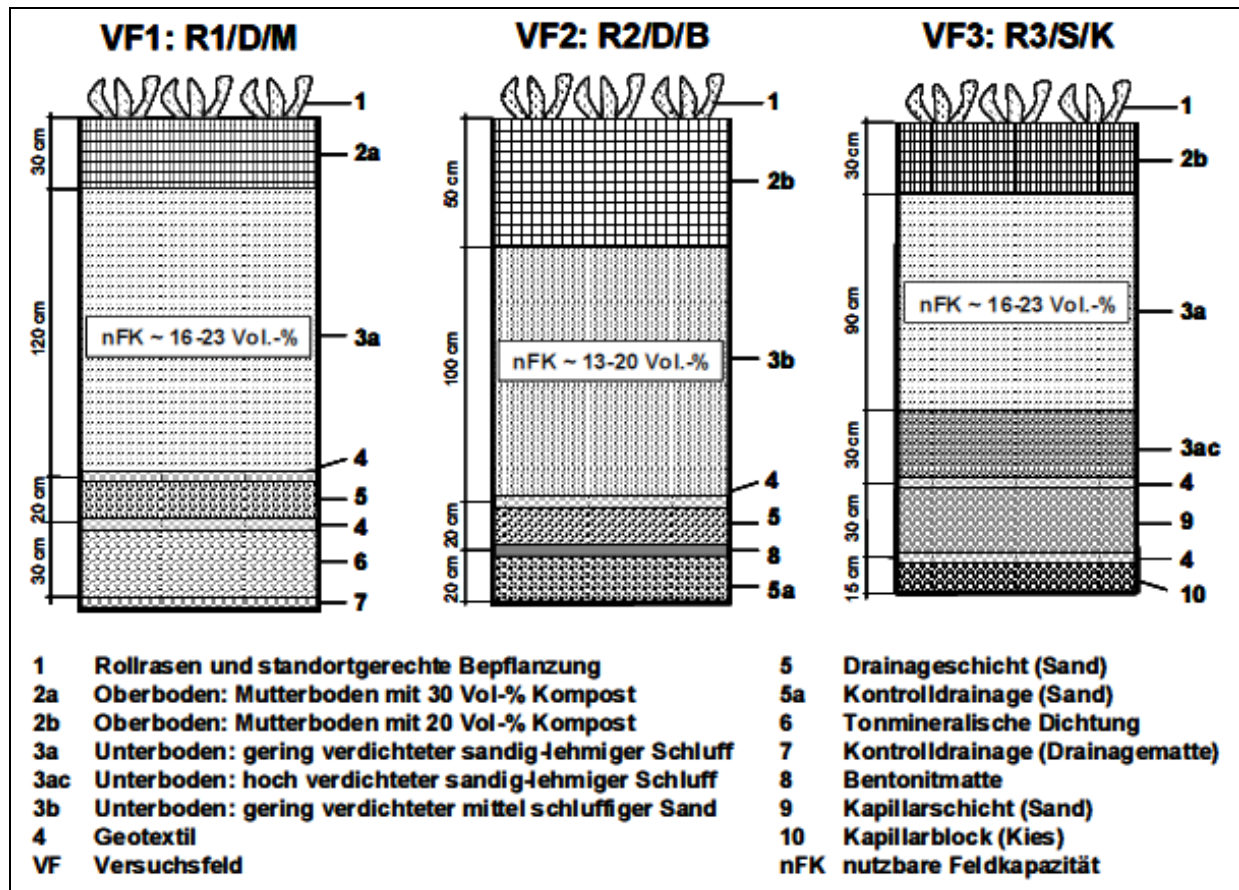 VF1: R1/D/M
VF2: R2/D/B
VF3: R3/S/K
30 cm
120 cm
20 cm
30 cm
1
2a
nFK ~ 16-23 Vol.-%
3a
4
5
4
6
7
50 cm
100 cm
20 cm
20 cm
1
2b
nFK ~ 13-20 Vol.-%
3b
4
5
8
5a
30 cm
90 cm
30 cm
30 cm
15 cm
1
2b
nFK ~ 16-23 Vol.-%
3a
3ac
4
9
4
10
1 Rollrasen und standortgerechte Bepflanzung
2a Oberboden: Mutterboden mit 30 Vol-% Kompost
2b Oberboden: Mutterboden mit 20 Vol-% Kompost
3a Unterboden: gering verdichteter sandig-lehmiger Schluff
3ac Unterboden: hoch verdichteter sandig-lehmiger Schluff
3b Unterboden: gering verdichteter mittel schluffiger Sand
4 Geotextil
VF Versuchsfeld
5 Drainageschicht (Sand)
5a Kontrolldrainage (Sand)
6 Tonmineralische Dichtung
7 Kontrolldrainage (Drainagematte)
8 Bentonitmatte
9 Kapillarschicht (Sand)
10 Kapillarblock (Kies)
nFK nutzbare Feldkapazität